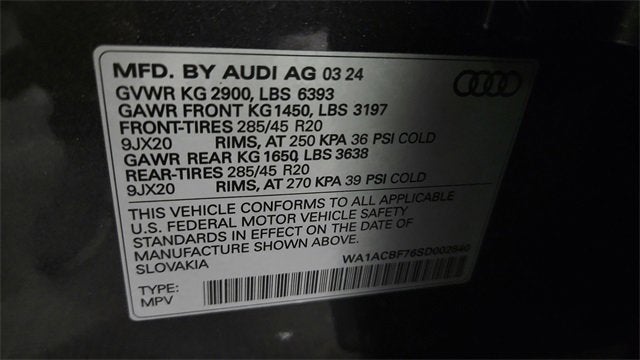 MFD. BY AUDI AG 03 24
GVWR KG 2900, LBS 6393
GAWR FRONT KG1450, LBS 3197
FRONT-TIRES 285/45 R20
9JX20 RIMS, AT 250 KPA 36 PSI COLD
GAWR REAR KG 1650, LBS 3638
REAR-TIRES 285/45 R20
9JX20 RIMS, AT 270 KPA 39 PSI COLD
THIS VEHICLE CONFORMS TO ALL APPLICABLE
U.S. FEDERAL MOTOR VEHICLE SAFETY
STANDARDS IN EFFECT ON THE DATE OF
MANUFACTURE SHOWN ABOVE.
SLOVAKIA WA1ACBF76SD002840
TYPE:
MPV